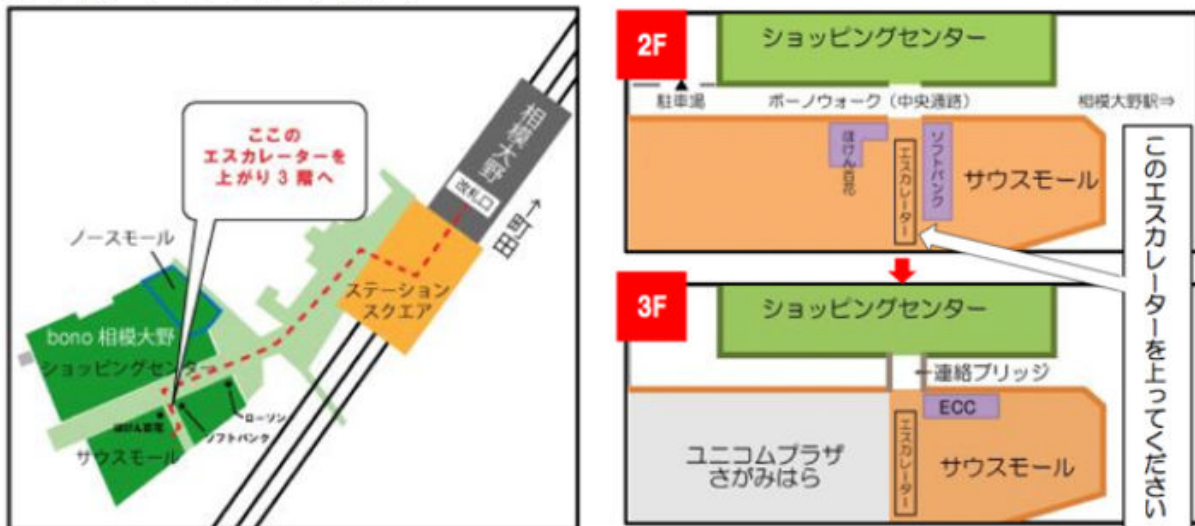 ここの
エスカレーターを
上がり3階へ
相模大野
改札口
↑町田
ステーション
スクエア
ノースモール
bono 相模大野
ショッピングセンター
ローソン
ソフトバンク
ほけん百花
サウスモール
2F
ショッピングセンター
駐車場
ボーノウォーク（中央通路）
相模大野駅⇒
ほけん百花
エスカレーター
ソフトバンク
サウスモール
このエスカレーターを上ってください
3F
ショッピングセンター
←連絡ブリッジ
ECC
ユニコムプラザ
さがみはら
エスカレーター
サウスモール